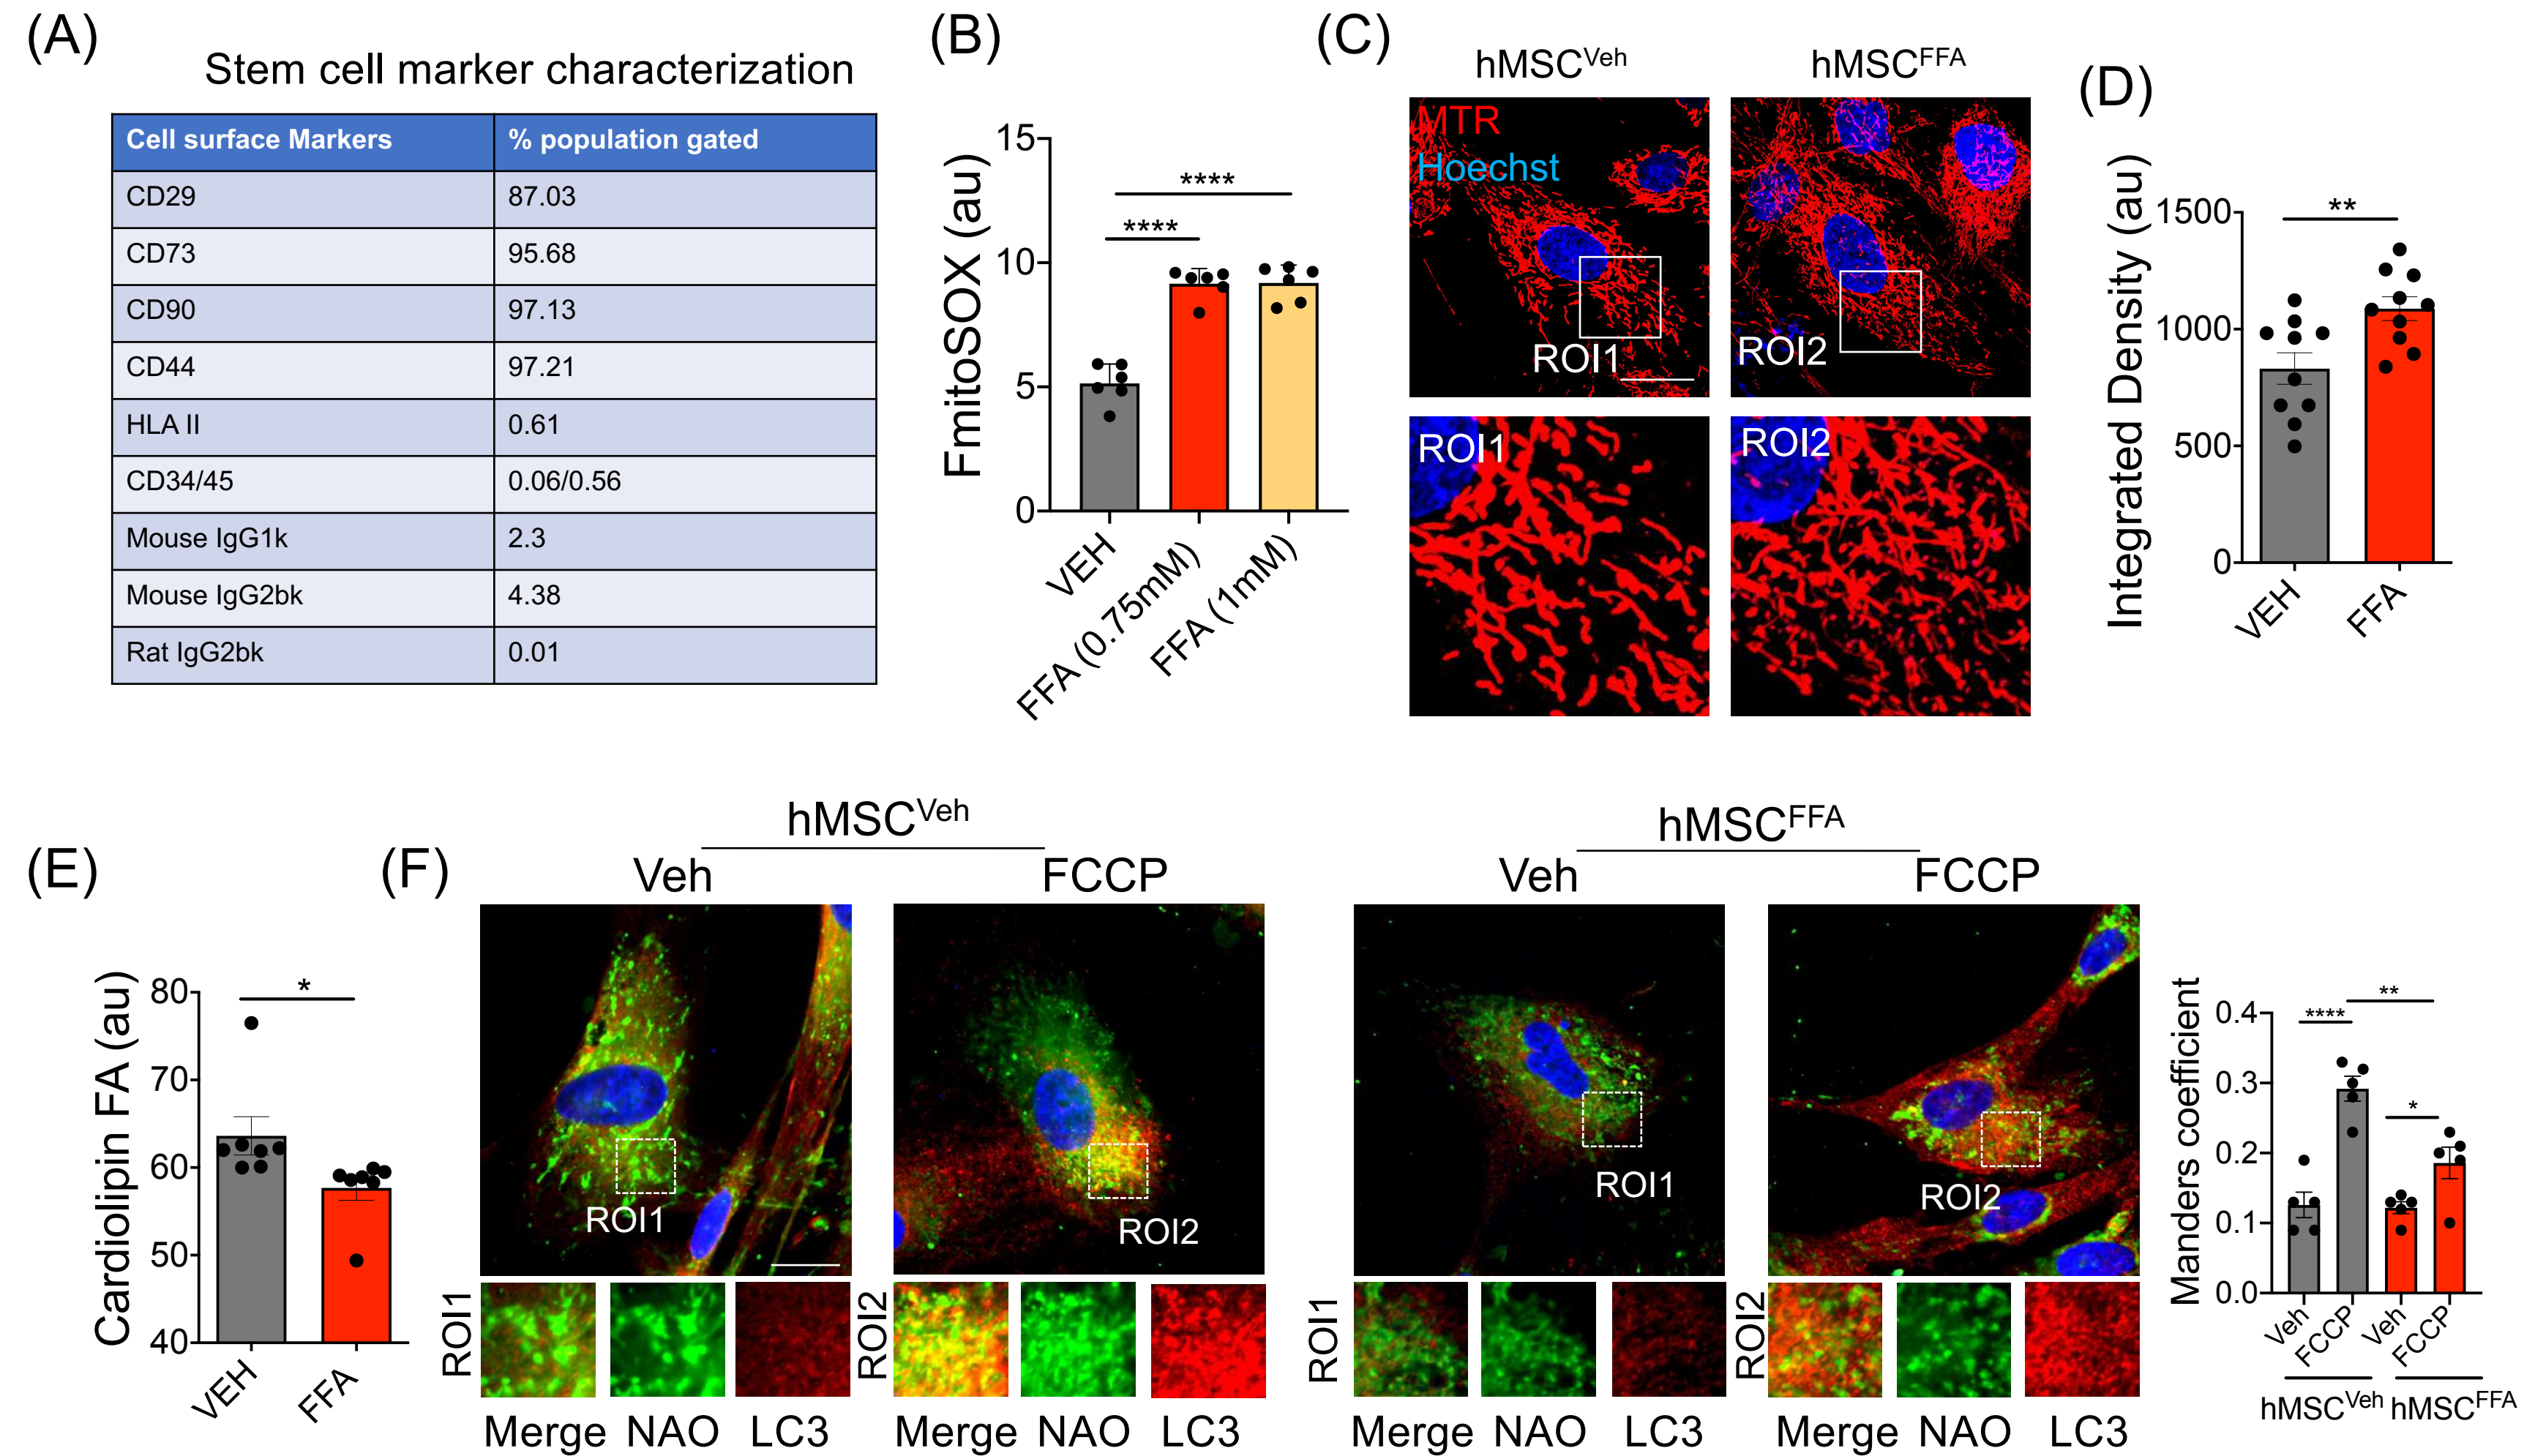 (A)
Stem cell marker characterization
Cell surface Markers % population gated
CD29 87.03
CD73 95.68
CD90 97.13
CD44 97.21
HLA II 0.61
CD34/45 0.06/0.56
Mouse IgG1k 2.3
Mouse IgG2bk 4.38
Rat IgG2bk 0.01
(B)
FmitoSOX (au)
15
10
5
0
****
****
VEH
FFA (0.75mM)
FFA (1mM)
(C)
hMSCVeh hMSCFFA
MTR
Hoechst
ROI1
ROI2
ROI1
ROI2
(D)
Integrated Density (au)
1500
1000
500
0
**
VEH
FFA
(E)
Cardiolipin FA (au)
80
70
60
50
40
*
VEH
FFA
(F)
hMSCVeh
Veh FCCP
ROI1
ROI2
ROI1
ROI2
Merge NAO LC3 Merge NAO LC3
hMSCFFA
Veh FCCP
ROI1
ROI2
ROI1
ROI2
Merge NAO LC3 Merge NAO LC3
Manders coefficient
0.4
0.3
0.2
0.1
0.0
****
**
*
Veh
FCCP
Veh
FCCP
hMSCVeh hMSCFFA